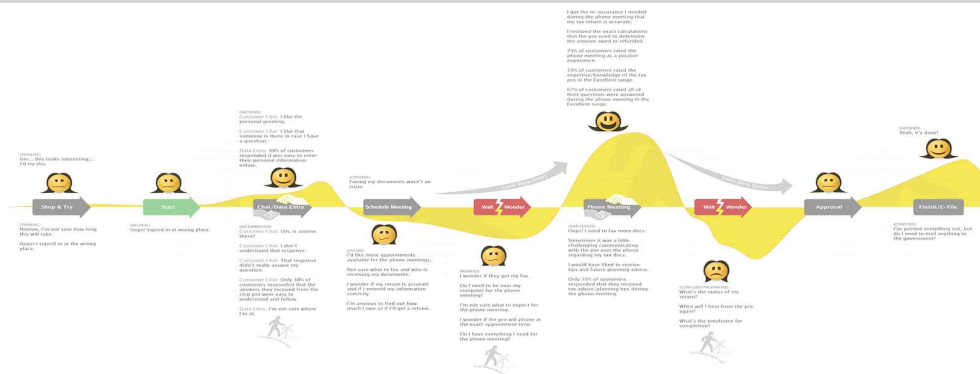 [THINKING]
Um... this looks interesting...
I'll try this.
Shop & Try
Hmmm, I'm not sure how long
this will take.
Oops! I signed in at the wrong
place.
Start
Oops! Signed in at wrong place.
Customer Chat: I like the
personal greeting.
Customer Chat: I like that
someone is there in case I have
a question.
Data Entry: 88% of customers
responded it was easy to enter
their personal information
online.
Chat/Data Entry
Customer Chat: Um, is anyone
there?
Customer Chat: I don't
understand that response.
Customer Chat: That response
didn't really answer my
question.
Customer Chat: Only 38% of
customers responded that the
answers they received from the
chat pro were easy to
understand and follow
Data Entry: I'm not sure where
I'm at.
Faxing my documents wasn't an
issue.
Schedule Meeting
I'd like more appointments
available for the phone meetings.
Not sure what to fax and who is
receiving my documents.
I wonder if my return is accurate
and if I entered my information
correctly.
I'm anxious to find out how
much I owe or if I'll get a refund.
Some Went Direct
Wait
Wonder
I wonder if they got my fax.
Do I need to be near my
computer for the phone
meeting?
I'm not sure what to expect for
the phone meeting.
I wonder if the pro will phone at
the exact appointment time.
Do I have everything I need for
the phone meeting?
I got the re-assurance I needed
during the phone meeting that
my tax return is accurate.
I received the exact calculations
that the pro used to determine
the amount owed or refunded.
74% of customers rated the
phone meeting as a positive
experience.
59% of customers rated the
expertise/knowledge of the tax
pro in the Excellent range.
67% of customers rated all of
their questions were answered
during the phone meeting in the
Excellent range.
Phone Meeting
Oops! I need to fax more docs.
Sometimes it was a little
challenging communicating
with the pro over the phone
regarding my tax docs.
I would have liked to receive
tips and future planning advice.
Only 35% of customers
responded that they received
tax advice/planning tips during
the phone meeting.
Some Went Direct
Wait
Wonder
What's the status of my
return?
When will I hear from the pro
again?
What's the timeframe for
completion?
Approval
Yeah, it's done!
Finish/E-File
I'm printed everything out, but
do I need to mail anything to
the government?